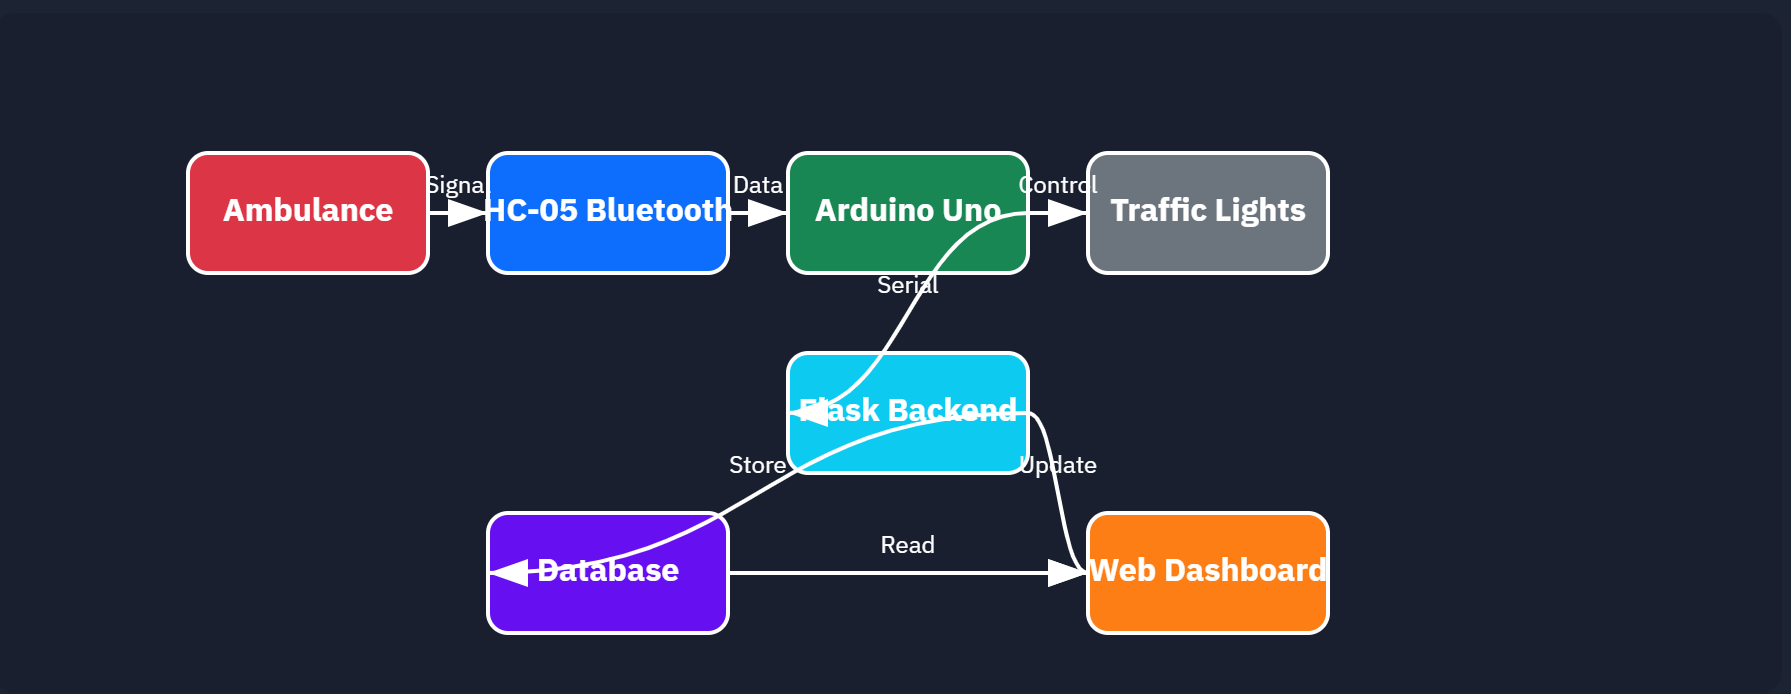 Ambulance
Signal
HC-05 Bluetooth
Data
Arduino Uno
Control
Traffic Lights
Serial
Flask Backend
Store
Update
Database
Read
Web Dashboard